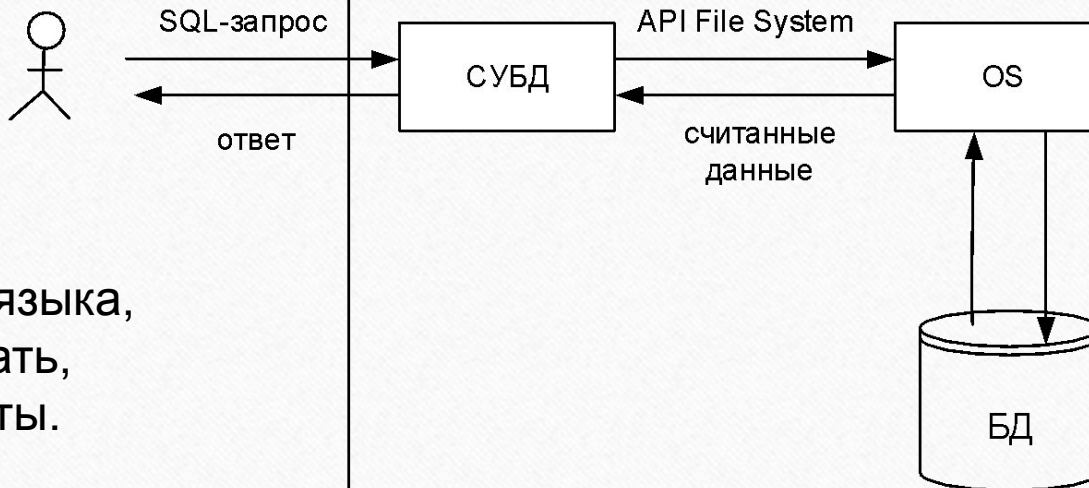 SQL-запрос
API File System
СУБД
OS
ответ
считанные
данные
языка,
ать,
ты.
БД